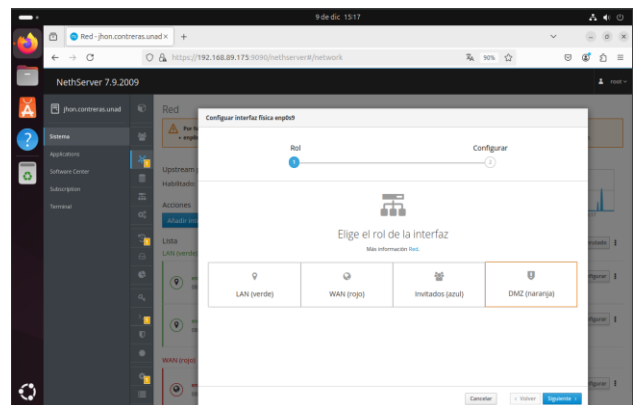 9 de dic 15:17
Red - jhon.contreras.unad ×
https://192.168.89.175:9090/nethserver#/network
90%
NethServer 7.9.2009
root
jhon.contreras.unad
Sistema
Applications
Software Center
Subscription
Terminal
Red
Upstream
Habilitado:
Acciones
Lista
LAN (verde)
WAN (rojo)
Configuar interfaz física enp0s9
Rol
Configurar
1
2
Elige el rol de la interfaz
Más información Red.
LAN (verde)
WAN (rojo)
Invitados (azul)
DMZ (naranja)
Cancelar
‹ Volver
Siguiente ›